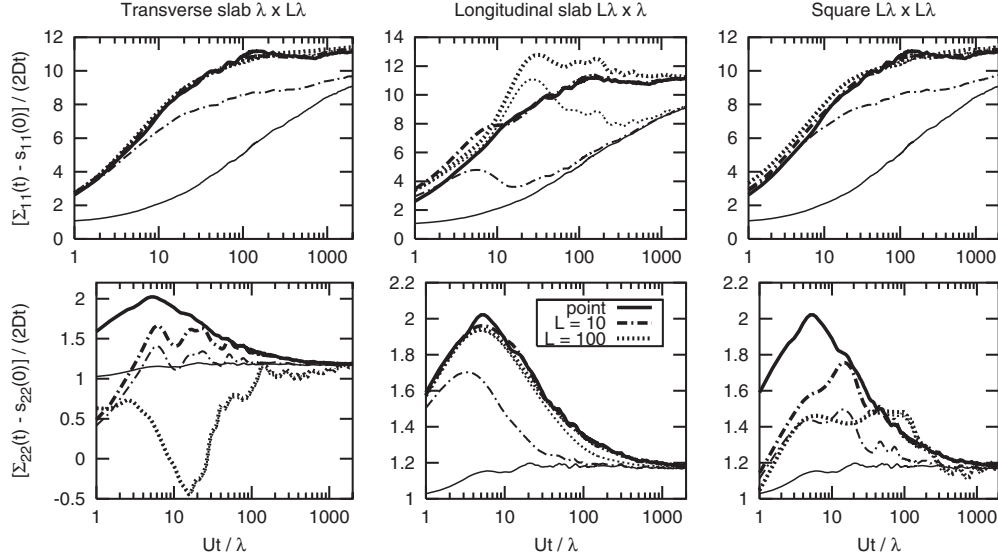 Transverse slab λ x Lλ
Longitudinal slab Lλ x λ
Square Lλ x Lλ
[Σ11(t) - s11(0)] / (2Dt)
12
10
8
6
4
2
0
1 10 100 1000
14
12
10
8
6
4
2
0
1 10 100 1000
12
10
8
6
4
2
0
1 10 100 1000
[Σ22(t) - s22(0)] / (2Dt)
2
1.5
1
0.5
0
-0.5
1 10 100 1000
Ut / λ
2.2
2
1.8
1.6
1.4
1.2
1
point
L = 10
L = 100
1 10 100 1000
Ut / λ
2.2
2
1.8
1.6
1.4
1.2
1
1 10 100 1000
Ut / λ